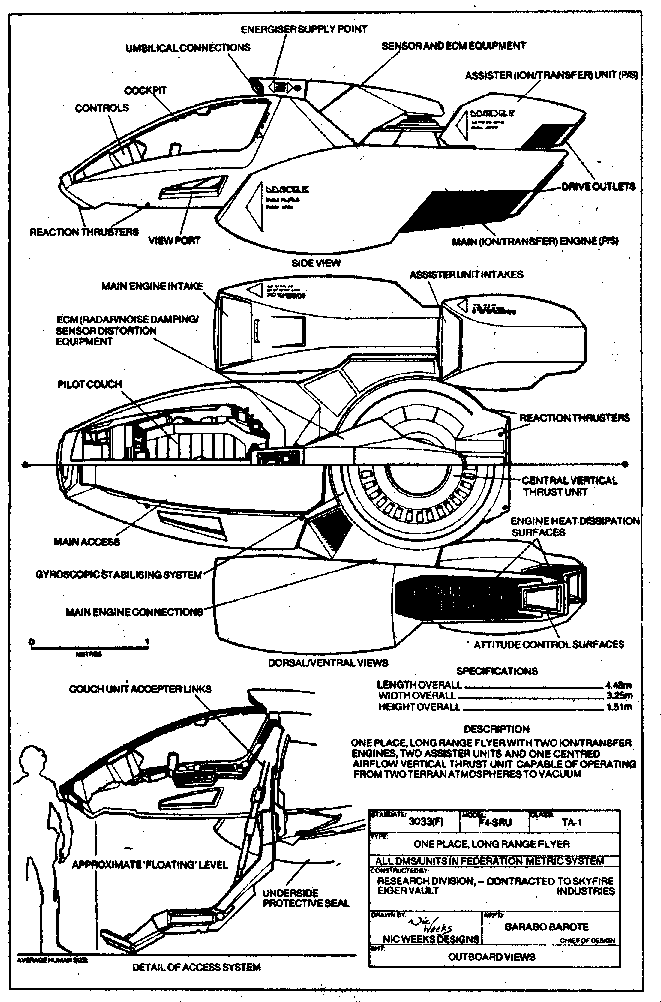 ENERGISER SUPPLY POINT
UMBILICAL CONNECTIONS
SENSOR AND ECM EQUIPMENT
ASSISTER (ION/TRANSFER) UNIT (P/S)
COCKPIT
CONTROLS
DRIVE OUTLETS
REACTION THRUSTERS
VIEW PORT
MAIN (ION/TRANSFER) ENGINE (P/S)
SIDE VIEW
MAIN ENGINE INTAKE
ASSISTER UNIT INTAKES
ECM (RADAR/NOISE DAMPING/
SENSOR DISTORTION
EQUIPMENT
PILOT COUCH
REACTION THRUSTERS
CENTRAL VERTICAL
THRUST UNIT
ENGINE HEAT DISSIPATION
SURFACES
MAIN ACCESS
GYROSCOPIC STABILISING SYSTEM
MAIN ENGINE CONNECTIONS
ATTITUDE CONTROL SURFACES
0 1
METRES
DORSAL/VENTRAL VIEWS
SPECIFICATIONS
LENGTH OVERALL 4.48m
WIDTH OVERALL 3.25m
HEIGHT OVERALL 1.51m
COUCH UNIT ACCEPTER LINKS
DESCRIPTION
ONE PLACE, LONG RANGE FLYER WITH TWO ION/TRANSFER
ENGINES, TWO ASSISTER UNITS AND ONE CENTRED
AIRFLOW VERTICAL THRUST UNIT CAPABLE OF OPERATING
FROM TWO TERRAN ATMOSPHERES TO VACUUM
APPROXIMATE 'FLOATING' LEVEL
UNDERSIDE
PROTECTIVE SEAL
AVERAGE HUMAN SIZE
DETAIL OF ACCESS SYSTEM
STARDATE: 3033(F) MODEL: F4-SRU CLASS: TA-1
TYPE:
ONE PLACE, LONG RANGE FLYER
ALL DIMS/UNITS IN FEDERATION METRIC SYSTEM
CONSTRUCTED BY:
RESEARCH DIVISION, – CONTRACTED TO SKYFIRE
EIGER VAULT INDUSTRIES
DRAWN BY:
Nic Weeks
NIC WEEKS DESIGNS
BARABO BAROTE
CHIEF OF DESIGN
OUTBOARD VIEWS